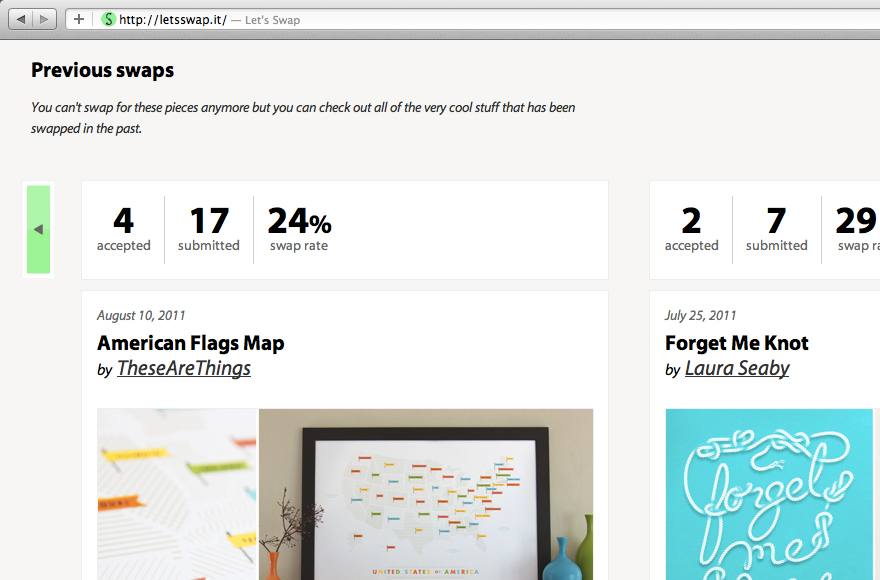 http://letsswap.it/ — Let's Swap
Previous swaps
You can't swap for these pieces anymore but you can check out all of the very cool stuff that has been
swapped in the past.
4 17 24%
accepted submitted swap rate
August 10, 2011
American Flags Map
by TheseAreThings
UNITED STATES OF AMERICA
2 7 29
accepted submitted swap ra
July 25, 2011
Forget Me Knot
by Laura Seaby
forget
me